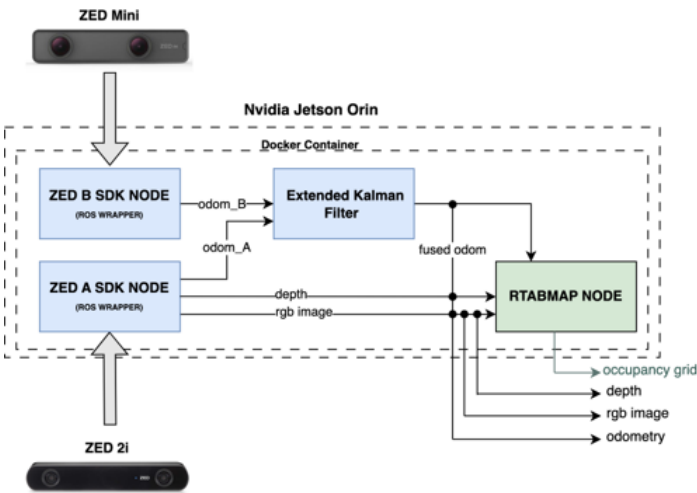 ZED Mini
Nvidia Jetson Orin
Docker Container
ZED B SDK NODE
(ROS WRAPPER)
odom_B
Extended Kalman
Filter
odom_A
fused odom
ZED A SDK NODE
(ROS WRAPPER)
depth
rgb image
RTABMAP NODE
occupancy grid
depth
rgb image
odometry
ZED 2i